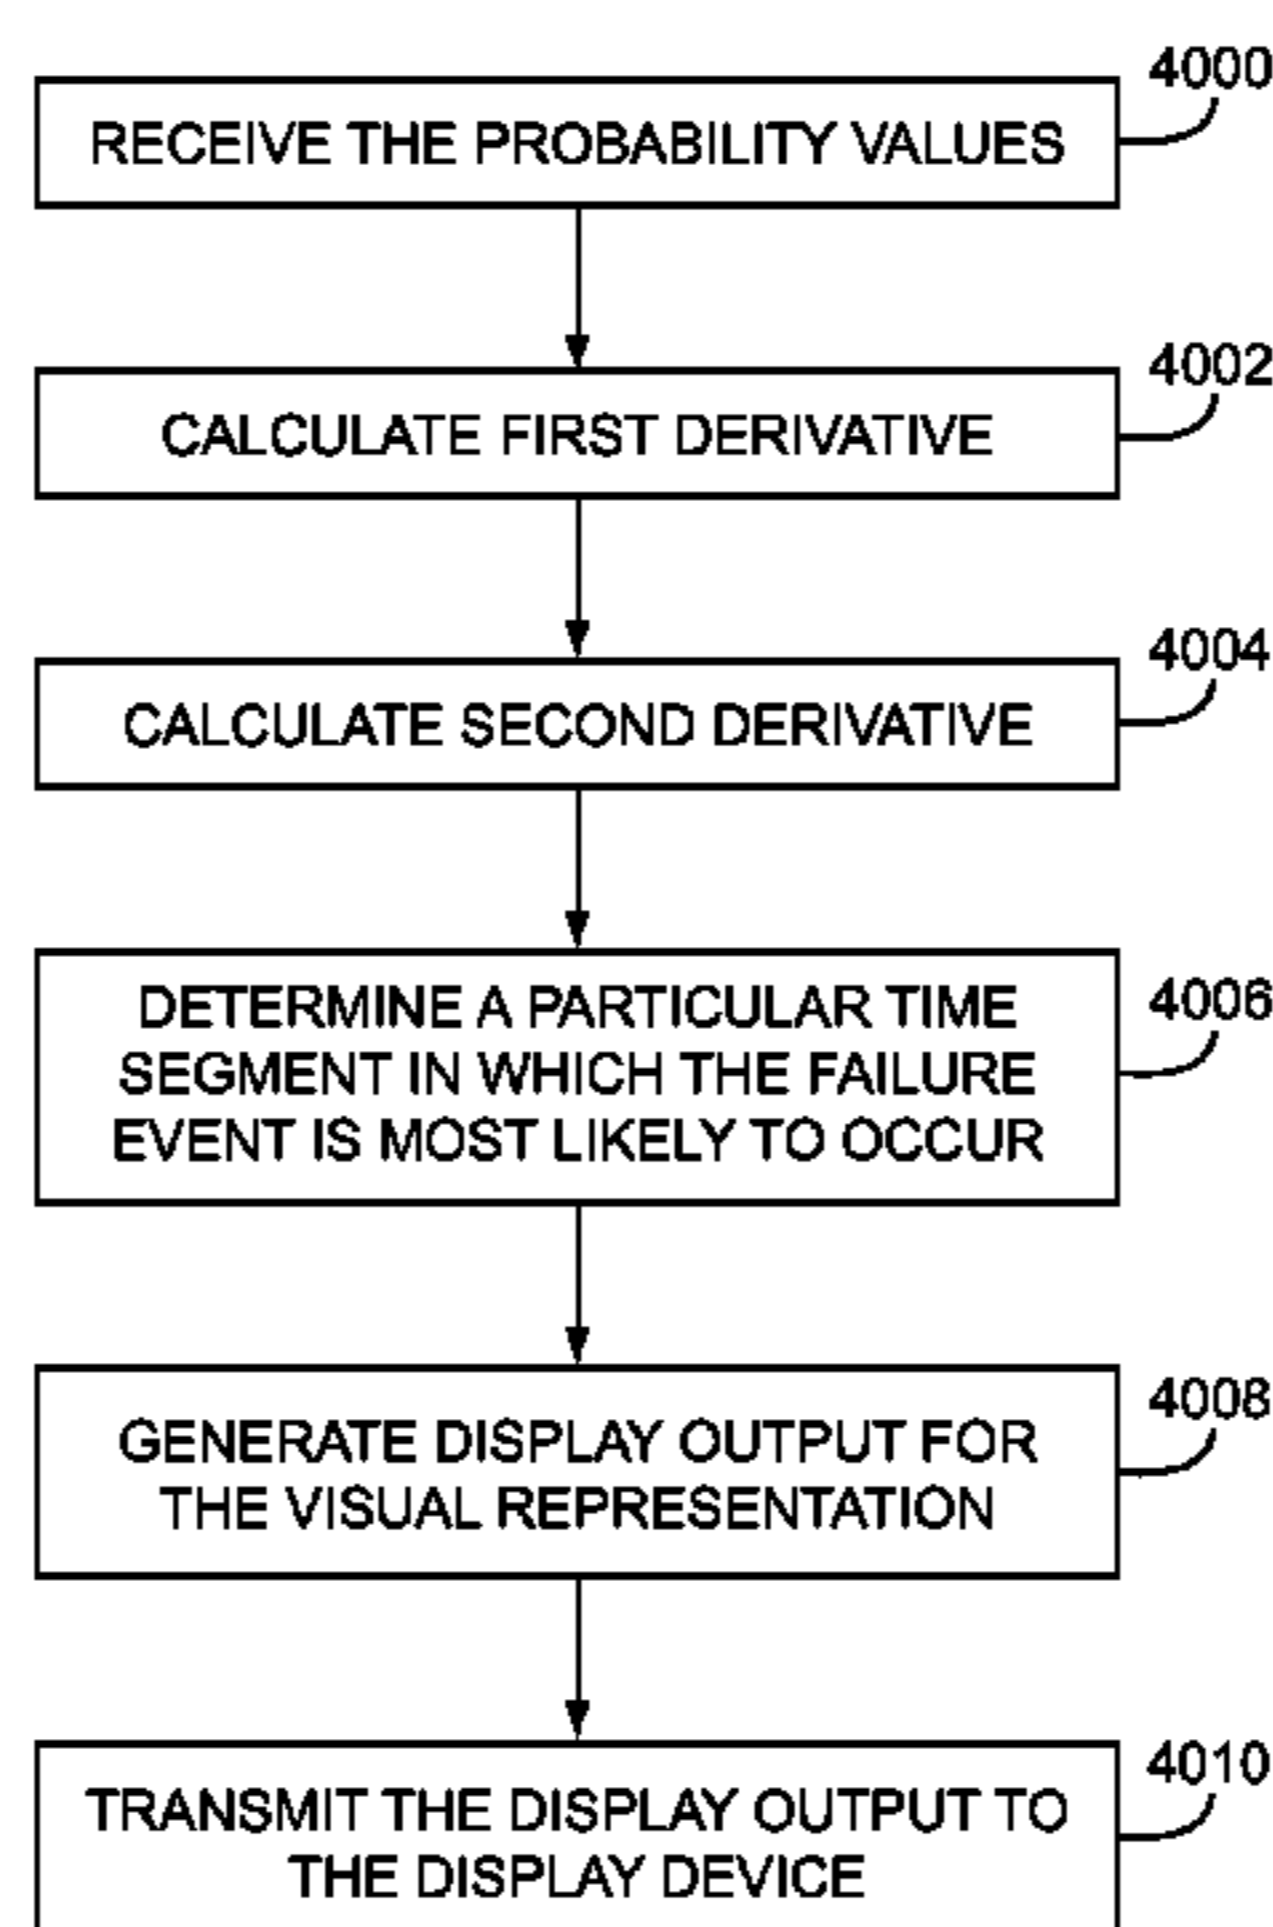 4000
RECEIVE THE PROBABILITY VALUES
4002
CALCULATE FIRST DERIVATIVE
4004
CALCULATE SECOND DERIVATIVE
4006
DETERMINE A PARTICULAR TIME
SEGMENT IN WHICH THE FAILURE
EVENT IS MOST LIKELY TO OCCUR
4008
GENERATE DISPLAY OUTPUT FOR
THE VISUAL REPRESENTATION
4010
TRANSMIT THE DISPLAY OUTPUT TO
THE DISPLAY DEVICE